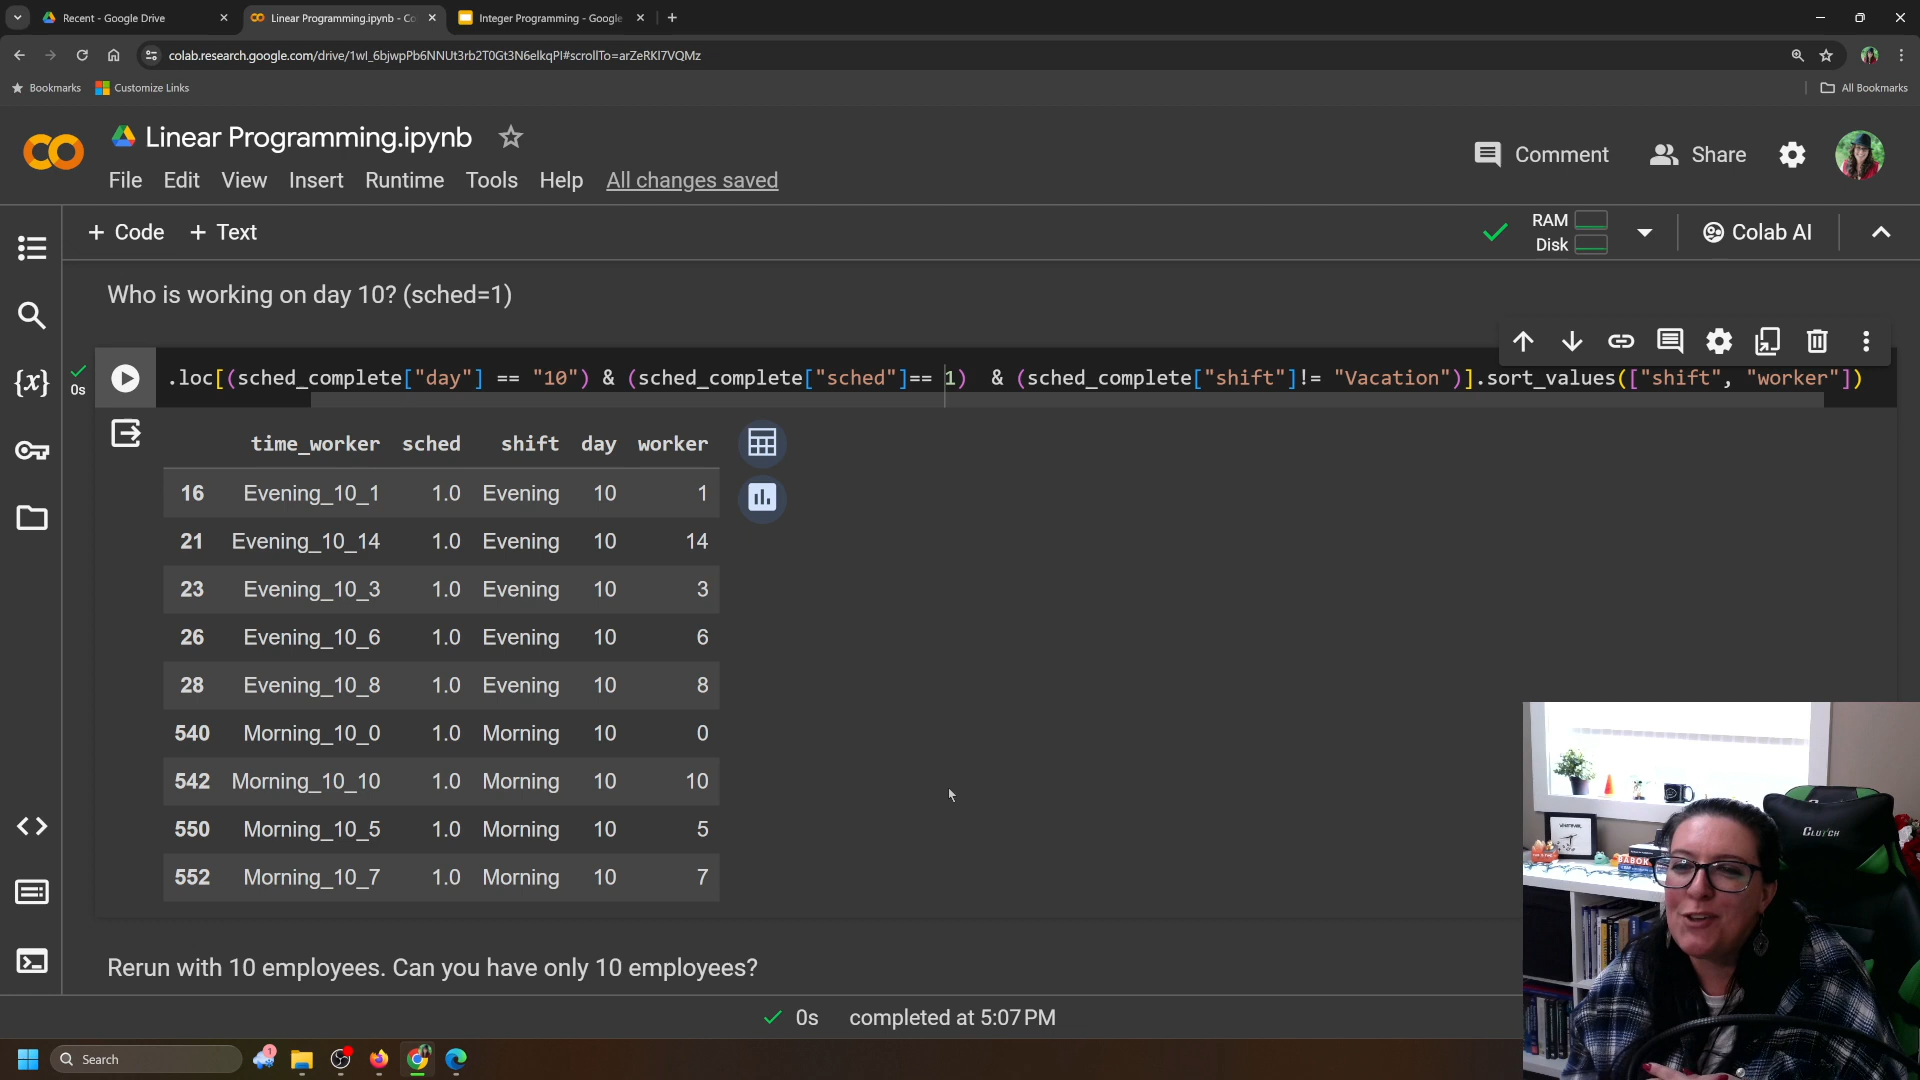 Recent - Google Drive
Linear Programming.ipynb - Co
Integer Programming - Google
colab.research.google.com/drive/1wI_6bjwpPb6NNUt3rb2T0Gt3N6elkqPI#scrollTo=arZeRKI7VQMz
Bookmarks
Customize Links
All Bookmarks
Linear Programming.ipynb
Comment
Share
File Edit View Insert Runtime Tools Help All changes saved
+ Code + Text
RAM
Disk
Colab AI
Who is working on day 10? (sched=1)
0s
.loc[(sched_complete["day"] == "10") & (sched_complete["sched"]== 1)  & (sched_complete["shift"]!= "Vacation")].sort_values(["shift", "worker"])
time_worker sched shift day worker
16 Evening_10_1 1.0 Evening 10 1
21 Evening_10_14 1.0 Evening 10 14
23 Evening_10_3 1.0 Evening 10 3
26 Evening_10_6 1.0 Evening 10 6
28 Evening_10_8 1.0 Evening 10 8
540 Morning_10_0 1.0 Morning 10 0
542 Morning_10_10 1.0 Morning 10 10
550 Morning_10_5 1.0 Morning 10 5
552 Morning_10_7 1.0 Morning 10 7
Rerun with 10 employees. Can you have only 10 employees?
0s completed at 5:07 PM
CLUTCH
BABOK
Search
1